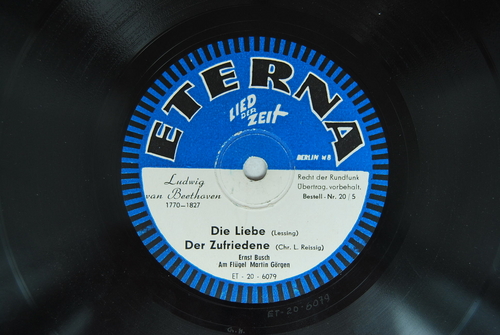 ETERNA
LIED
DER
ZEIT
BERLIN W8
Ludwig
van Beethoven
1770—1827
Recht der Rundfunk
Übertrag. vorbehalt.
Bestell-Nr. 20/5
Die Liebe (Lessing)
Der Zufriedene (Chr. L. Reissig)
Ernst Busch
Am Flügel Martin Görgen
ET - 20 - 6079
ET-20-6079